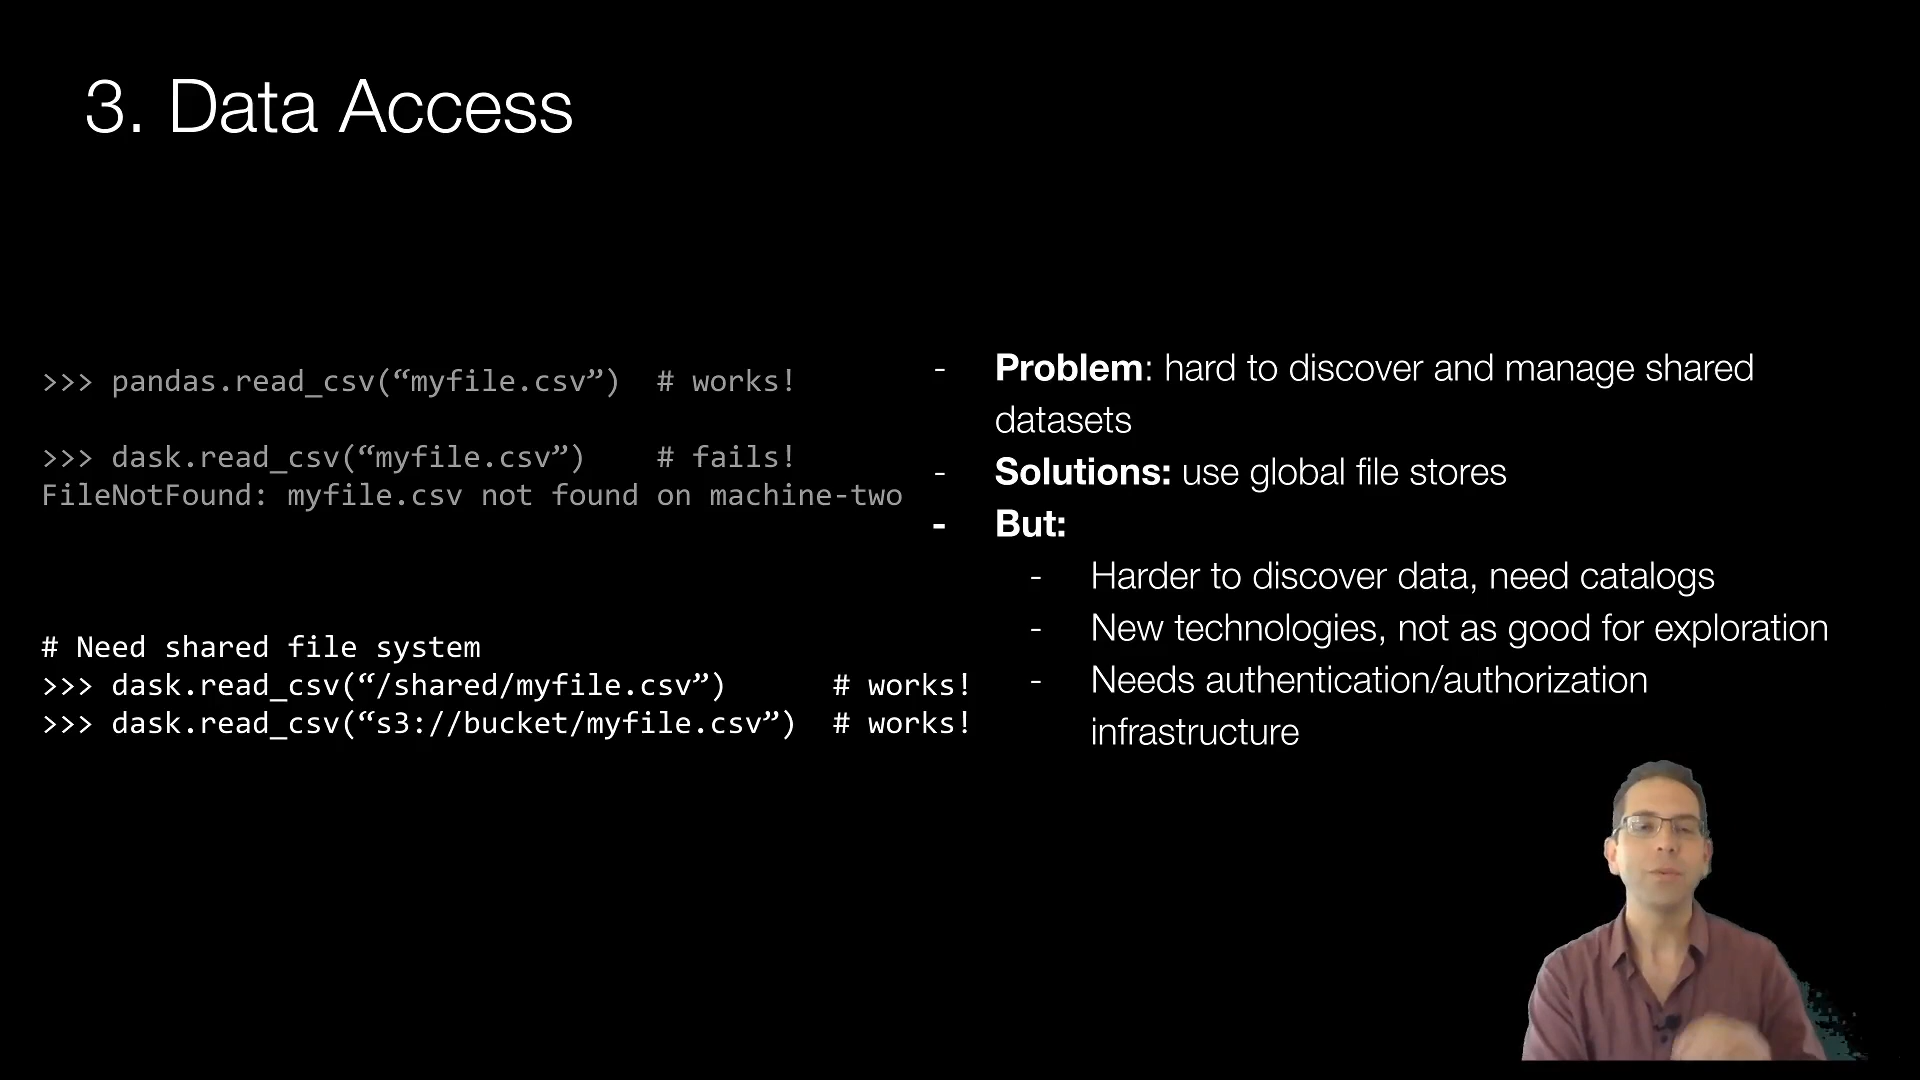 3. Data Access
>>> pandas.read_csv(“myfile.csv”)  # works!
>>> dask.read_csv(“myfile.csv”)    # fails!
FileNotFound: myfile.csv not found on machine-two
# Need shared file system
>>> dask.read_csv(“/shared/myfile.csv”)      # works!
>>> dask.read_csv(“s3://bucket/myfile.csv”)  # works!
- Problem: hard to discover and manage shared
datasets
- Solutions: use global file stores
- But:
- Harder to discover data, need catalogs
- New technologies, not as good for exploration
- Needs authentication/authorization
infrastructure